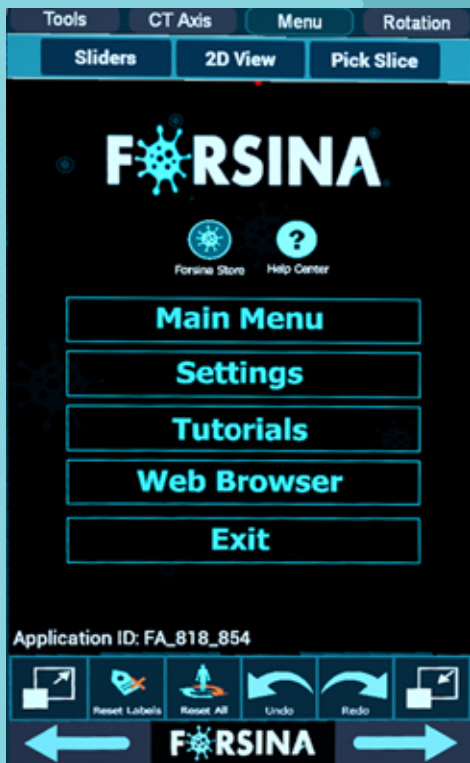 Tools CT Axis Menu Rotation
Sliders 2D View Pick Slice
FORSINA
Forsina Store Help Center
Main Menu
Settings
Tutorials
Web Browser
Exit
Application ID: FA_818_854
Reset Labels Reset All Undo Redo
FORSINA